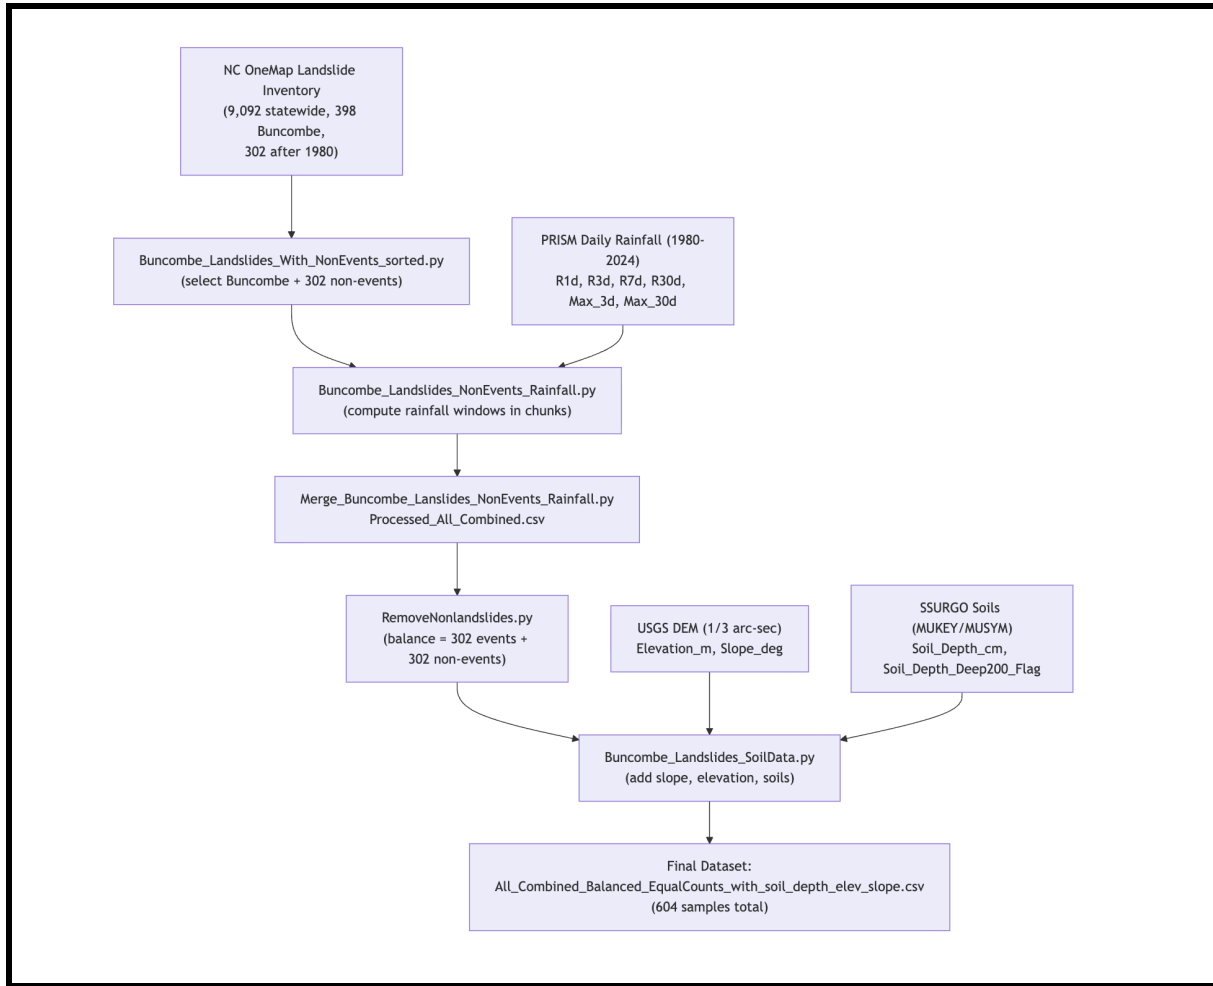 NC OneMap Landslide
Inventory
(9,092 statewide, 398
Buncombe,
302 after 1980)
Buncombe_Landslides_With_NonEvents_sorted.py
(select Buncombe + 302 non-events)
PRISM Daily Rainfall (1980-
2024)
R1d, R3d, R7d, R30d,
Max_3d, Max_30d
Buncombe_Landslides_NonEvents_Rainfall.py
(compute rainfall windows in chunks)
Merge_Buncombe_Lanslides_NonEvents_Rainfall.py
Processed_All_Combined.csv
RemoveNonlandslides.py
(balance = 302 events +
302 non-events)
USGS DEM (1/3 arc-sec)
Elevation_m, Slope_deg
SSURGO Soils
(MUKEY/MUSYM)
Soil_Depth_cm,
Soil_Depth_Deep200_Flag
Buncombe_Landslides_SoilData.py
(add slope, elevation, soils)
Final Dataset:
All_Combined_Balanced_EqualCounts_with_soil_depth_elev_slope.csv
(604 samples total)